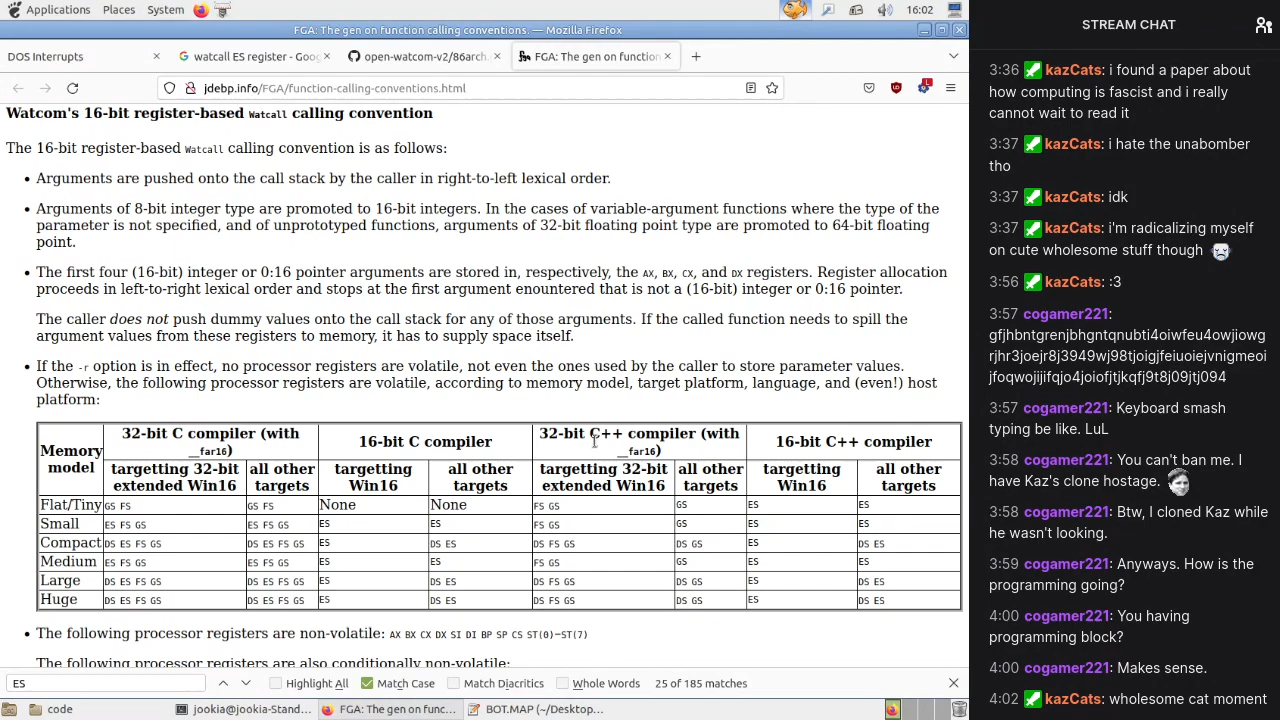 Applications Places System 16:02
FGA: The gen on function calling conventions. — Mozilla Firefox
DOS Interrupts
watcall ES register - Goog
open-watcom-v2/86arch.
FGA: The gen on function
jdebp.info/FGA/function-calling-conventions.html
Watcom's 16-bit register-based Watcall calling convention
The 16-bit register-based Watcall calling convention is as follows:
• Arguments are pushed onto the call stack by the caller in right-to-left lexical order.
• Arguments of 8-bit integer type are promoted to 16-bit integers. In the cases of variable-argument functions where the type of the
parameter is not specified, and of unprototyped functions, arguments of 32-bit floating point type are promoted to 64-bit floating
point.
• The first four (16-bit) integer or 0:16 pointer arguments are stored in, respectively, the AX, BX, CX, and DX registers. Register allocation
proceeds in left-to-right lexical order, and stops at the first argument enountered that is not a (16-bit) integer or 0:16 pointer.
The caller does not push dummy values onto the call stack for any of those arguments. If the called function needs to spill the
argument values from these registers to memory, it has to supply space itself.
• If the -r option is in effect, no processor registers are volatile, not even the ones used by the caller to store parameter values.
Otherwise, the following processor registers are volatile, according to memory model, target platform, language, and (even!) host
platform:
Memory model
32-bit C compiler (with __far16)
16-bit C compiler
32-bit C++ compiler (with __far16)
16-bit C++ compiler
targetting 32-bit extended Win16
all other targets
targetting Win16
all other targets
targetting 32-bit extended Win16
all other targets
targetting Win16
all other targets
Flat/Tiny GS FS GS FS None None FS GS GS ES ES
Small ES FS GS ES FS GS ES ES FS GS GS ES ES
Compact DS ES FS GS DS ES FS GS ES DS ES DS FS GS DS GS ES DS ES
Medium ES FS GS ES FS GS ES ES FS GS GS ES ES
Large DS ES FS GS DS ES FS GS ES DS ES DS FS GS DS GS ES DS ES
Huge DS ES FS GS DS ES FS GS ES DS ES DS FS GS DS GS ES DS ES
• The following processor registers are non-volatile: AX BX CX DX SI DI BP SP CS ST(0)–ST(7)
The following processor registers are also conditionally non-volatile:
ES
Highlight All
Match Case
Match Diacritics
Whole Words
25 of 185 matches
code
jookia@jookia-Stand...
FGA: The gen on func...
BOT.MAP (~/Desktop...
STREAM CHAT
3:36 kazCats: i found a paper about
how computing is fascist and i really
cannot wait to read it
3:37 kazCats: i hate the unabomber
tho
3:37 kazCats: idk
3:37 kazCats: i'm radicalizing myself
on cute wholesome stuff though
3:56 kazCats: :3
3:57 cogamer221:
gfjhbntgrenjbhgntqnubti4oiwfeu4owjiowg
rjhr3joejr8j3949wj98tjoigjfeiuoiejvnigmeoi
jfoqwojijifqjo4joiofjtjkqfj9t8j09jtj094
3:57 cogamer221: Keyboard smash
typing be like. LuL
3:58 cogamer221: You can't ban me. I
have Kaz's clone hostage.
3:58 cogamer221: Btw, I cloned Kaz while
he wasn't looking.
3:59 cogamer221: Anyways. How is the
programming going?
4:00 cogamer221: You having
programming block?
4:00 cogamer221: Makes sense.
4:02 kazCats: wholesome cat moment